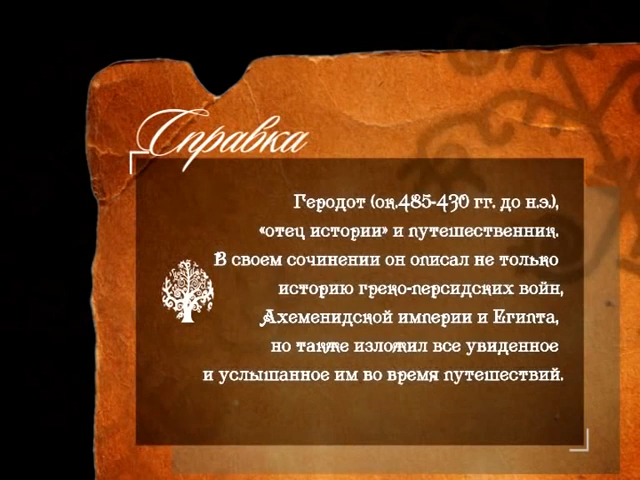 Справка
Геродот (ок.485-430 гг. до н.э.),
«отец истории» и путешественник.
В своем сочинении он описал не только
историю греко-персидских войн,
Ахеменидской империи и Египта,
но также изложил все увиденное
и услышанное им во время путешествий.